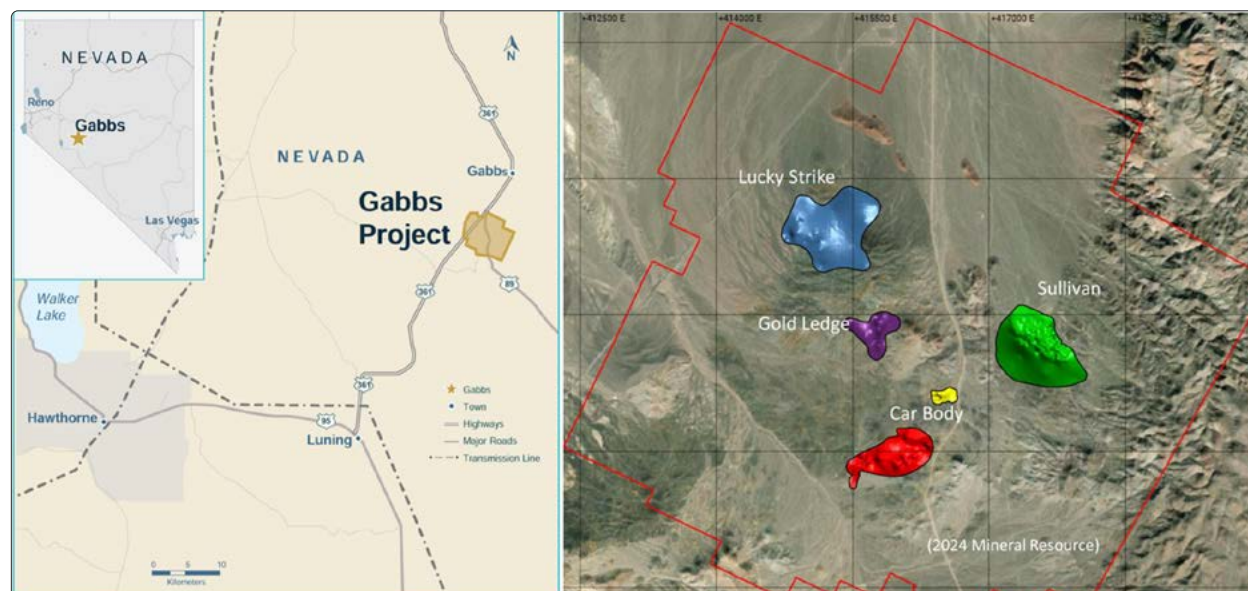 NEVADA
Reno
Gabbs
Las Vegas
N
361
Gabbs
NEVADA
Gabbs
Project
361
89
Walker
Lake
361
Hawthorne
95
Luning
Gabbs
Town
Highways
Major Roads
Transmission Line
0 5 10
Kilometers
+412500 E
+414000 E
+415500 E
+417000 E
Lucky Strike
Sullivan
Gold Ledge
Car Body
(2024 Mineral Resource)